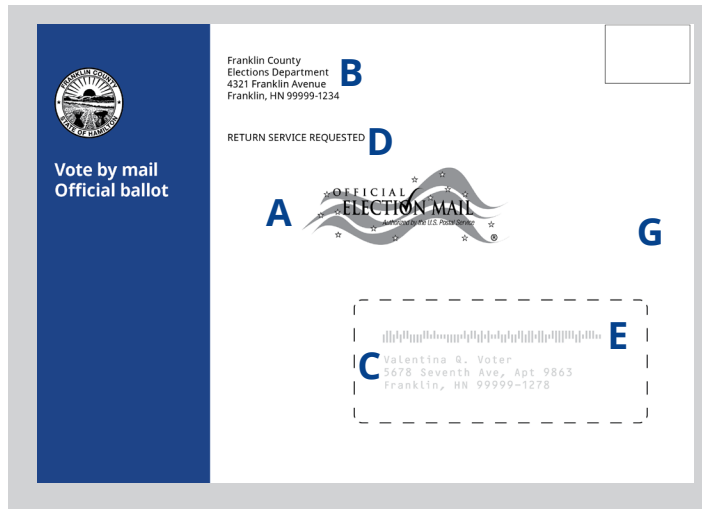 FRANKLIN COUNTY
STATE OF HAMILTON
Vote by mail
Official ballot
Franklin County
Elections Department
4321 Franklin Avenue
Franklin, HN 99999-1234
B
RETURN SERVICE REQUESTED
D
A
OFFICIAL
ELECTION MAIL
Authorized by the U.S. Postal Service
®
G
E
C
Valentina Q. Voter
5678 Seventh Ave, Apt 9863
Franklin, HN 99999-1278